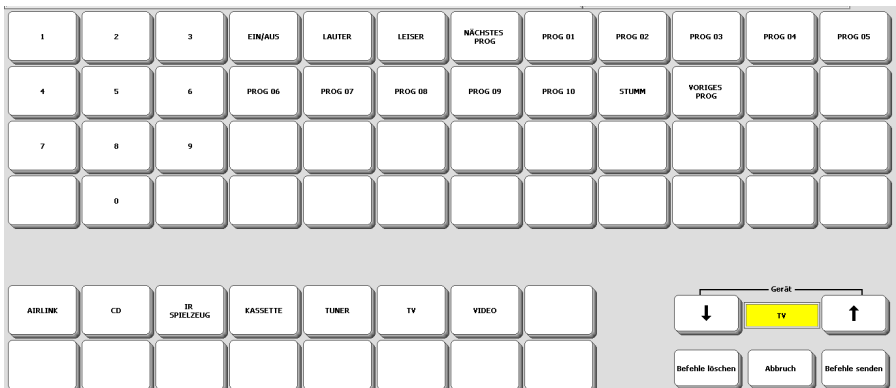 1 2 3 EIN/AUS LAUTER LEISER NÄCHSTES PROG PROG 01 PROG 02 PROG 03 PROG 04 PROG 05
4 5 6 PROG 06 PROG 07 PROG 08 PROG 09 PROG 10 STUMM VORIGES PROG
7 8 9
0
Gerät
AIRLINK CD IR SPIELZEUG KASSETTE TUNER TV VIDEO ↓ TV ↑
Befehle löschen Abbruch Befehle senden